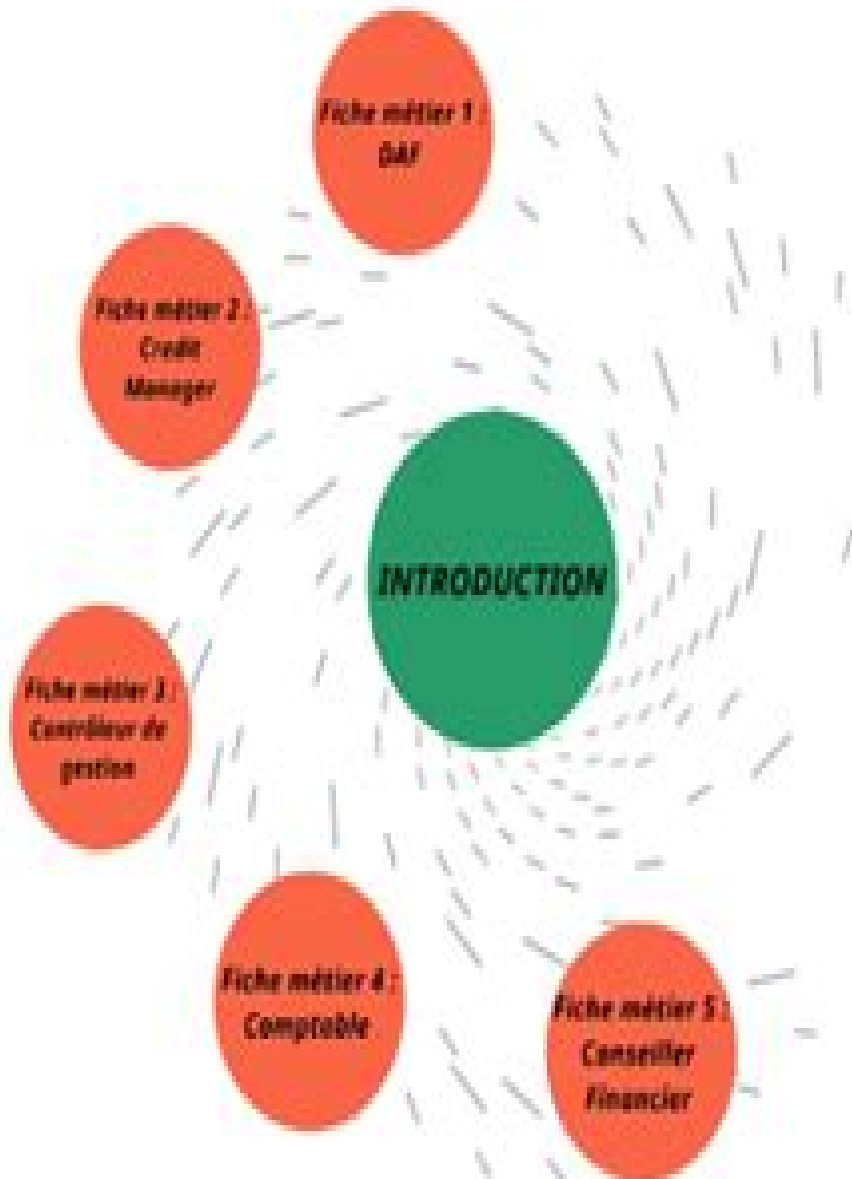 Fiche métier 1 :
DAF
Fiche métier 2 :
Credit
Manager
INTRODUCTION
Fiche métier 3 :
Contrôleur de
gestion
Fiche métier 4 :
Comptable
Fiche métier 5 :
Conseiller
Financier